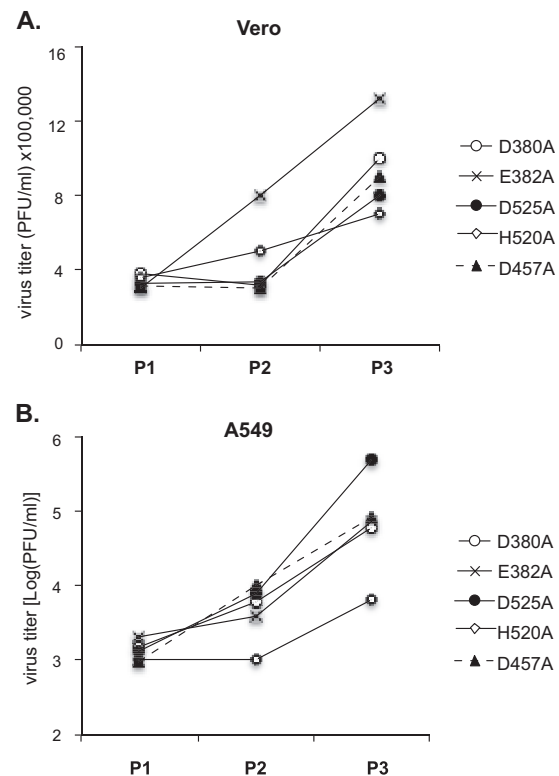 A.
Vero
virus titer (PFU/ml) x100,000
16
12
8
4
0
P1 P2 P3
D380A
E382A
D525A
H520A
D457A
B.
A549
virus titer [Log(PFU/ml)]
6
5
4
3
2
P1 P2 P3
D380A
E382A
D525A
H520A
D457A